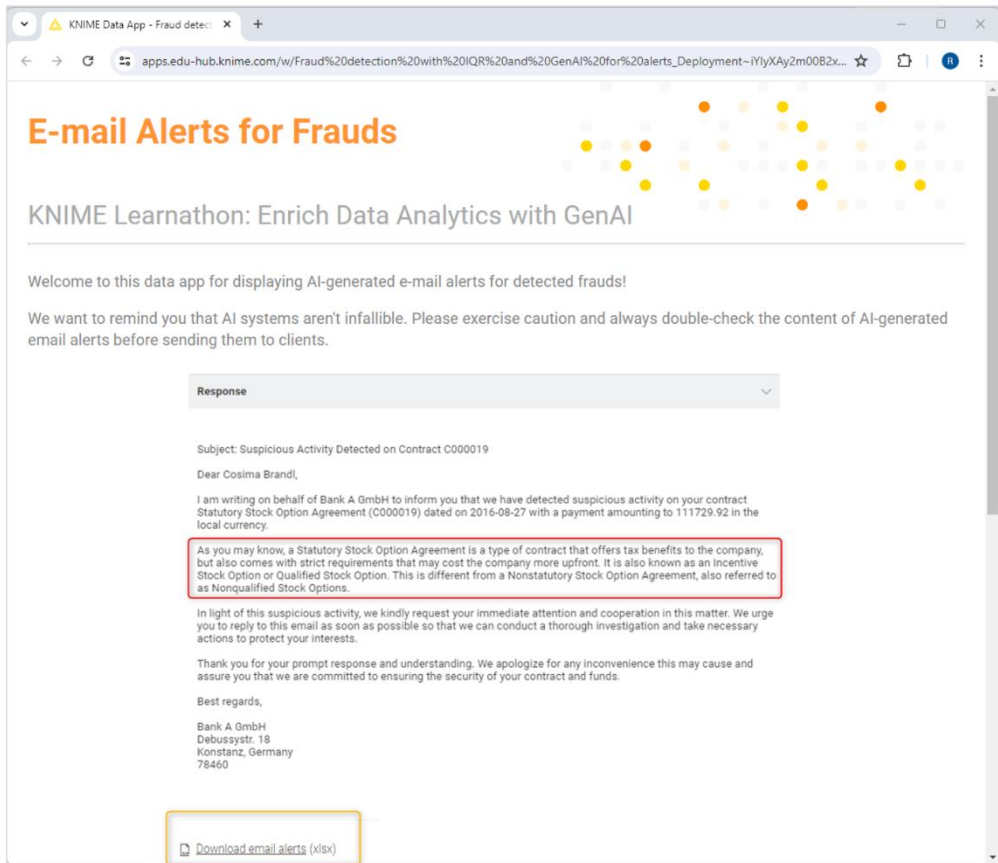 KNIME Data App - Fraud detec
apps.edu-hub.knime.com/w/Fraud%20detection%20with%20IQR%20and%20GenAI%20for%20alerts_Deployment~iYlyXAy2m00B2x...
R
E-mail Alerts for Frauds
KNIME Learnathon: Enrich Data Analytics with GenAI
Welcome to this data app for displaying AI-generated e-mail alerts for detected frauds!
We want to remind you that AI systems aren't infallible. Please exercise caution and always double-check the content of AI-generated
email alerts before sending them to clients.
Response
Subject: Suspicious Activity Detected on Contract C000019
Dear Cosima Brandl,
I am writing on behalf of Bank A GmbH to inform you that we have detected suspicious activity on your contract
Statutory Stock Option Agreement (C000019) dated on 2016-08-27 with a payment amounting to 111729.92 in the
local currency.
As you may know, a Statutory Stock Option Agreement is a type of contract that offers tax benefits to the company,
but also comes with strict requirements that may cost the company more upfront. It is also known as an Incentive
Stock Option or Qualified Stock Option. This is different from a Nonstatutory Stock Option Agreement, also referred to
as Nonqualified Stock Options.
In light of this suspicious activity, we kindly request your immediate attention and cooperation in this matter. We urge
you to reply to this email as soon as possible so that we can conduct a thorough investigation and take necessary
actions to protect your interests.
Thank you for your prompt response and understanding. We apologize for any inconvenience this may cause and
assure you that we are committed to ensuring the security of your contract and funds.
Best regards,
Bank A GmbH
Debussystr. 18
Konstanz, Germany
78460
Download email alerts (xlsx)